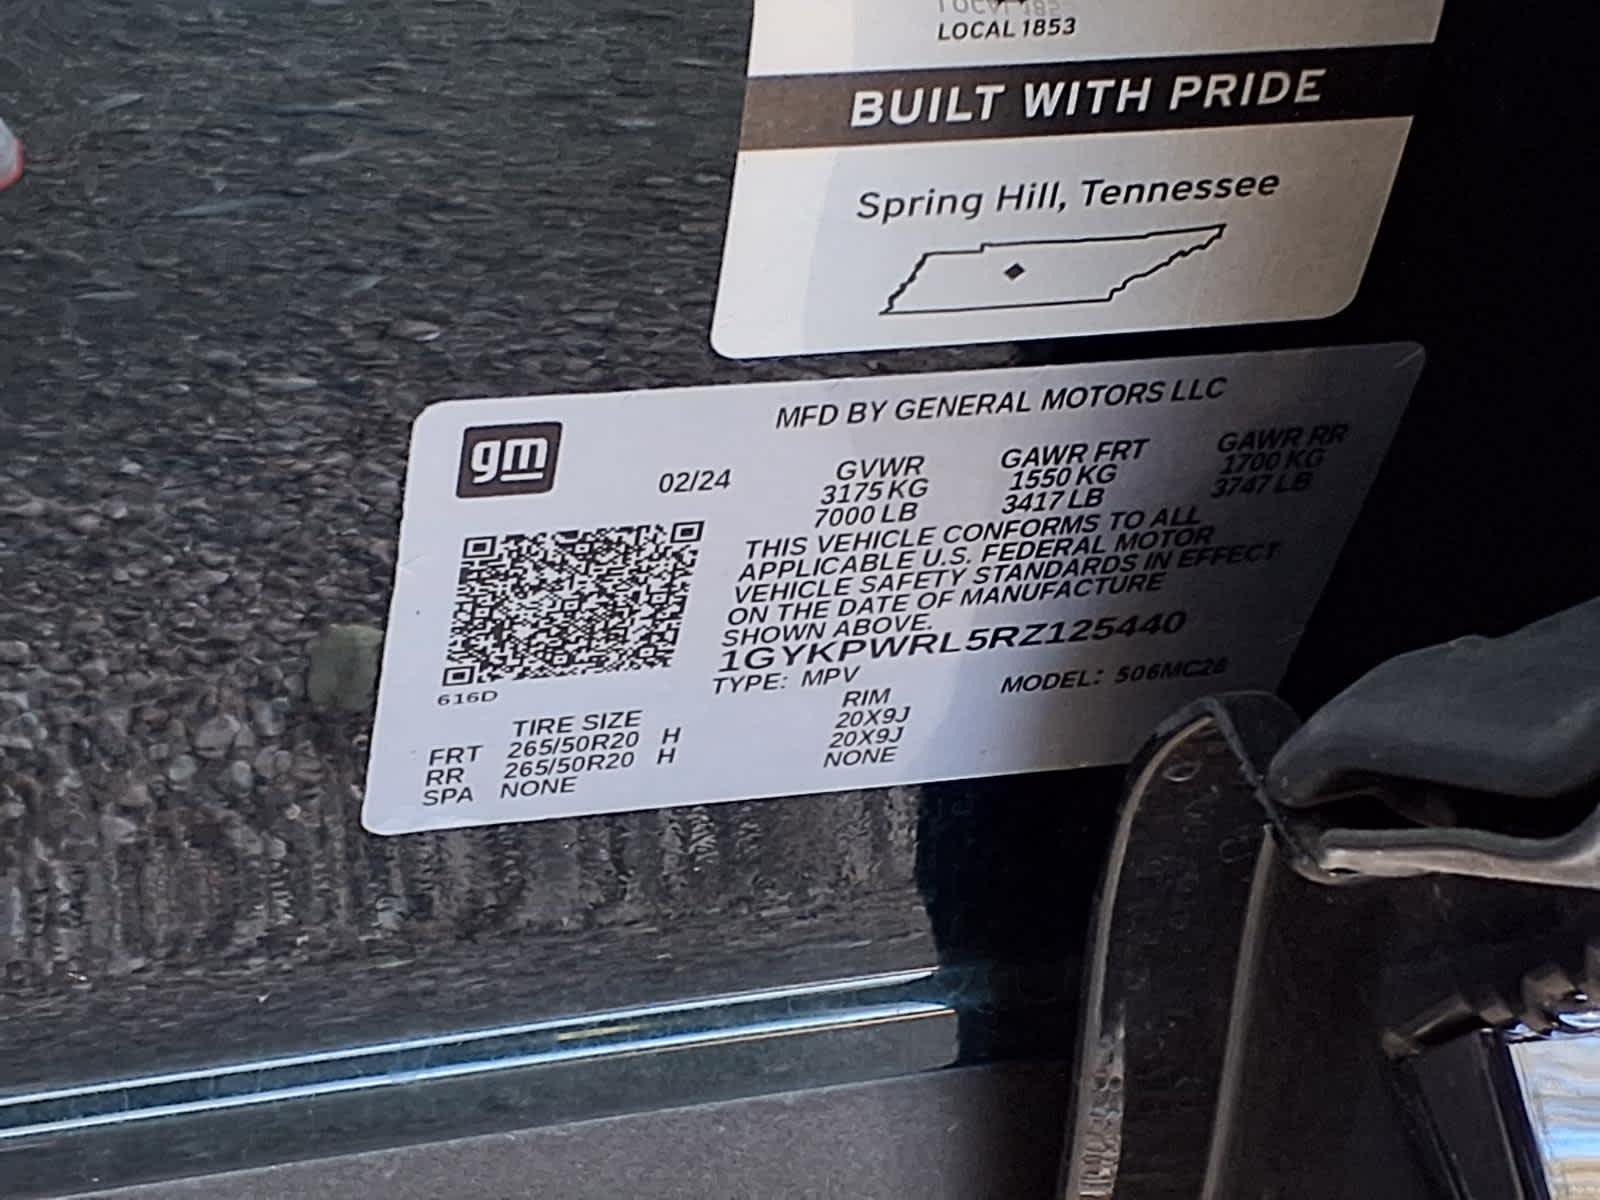 LOCAL 1853
BUILT WITH PRIDE
Spring Hill, Tennessee
MFD BY GENERAL MOTORS LLC
gm
02/24
GVWR GAWR FRT GAWR RR
3175 KG 1550 KG 1700 KG
7000 LB 3417 LB 3747 LB
THIS VEHICLE CONFORMS TO ALL
APPLICABLE U.S. FEDERAL MOTOR
VEHICLE SAFETY STANDARDS IN EFFECT
ON THE DATE OF MANUFACTURE
SHOWN ABOVE.
1GYKPWRL5RZ125440
TYPE: MPV MODEL: 506MC26
616D
TIRE SIZE RIM
FRT 265/50R20 H 20X9J
RR 265/50R20 H 20X9J
SPA NONE NONE